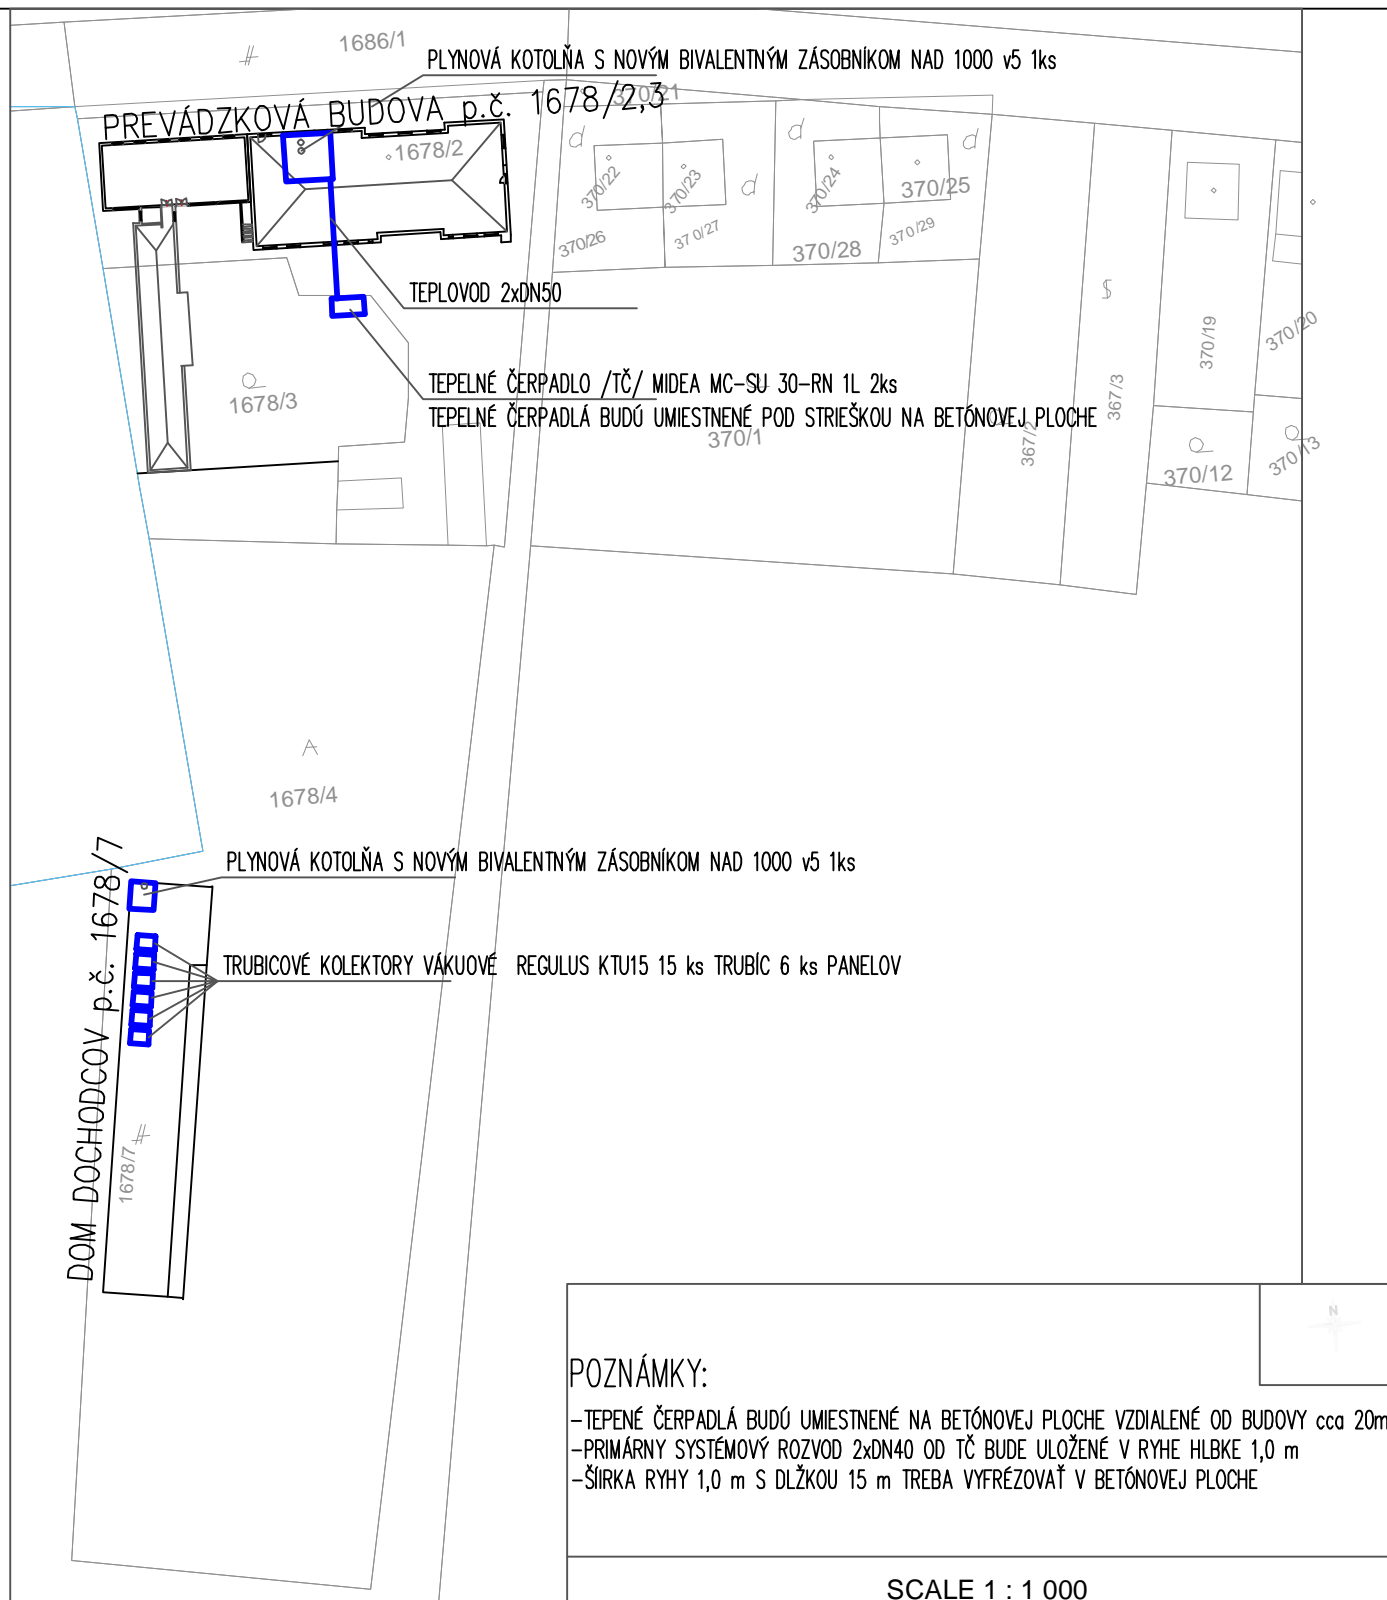 1686/1
PLYNOVÁ KOTOLŇA S NOVÝM BIVALENTNÝM ZÁSOBNÍKOM NAD 1000 v5 1ks
370/21
PREVÁDZKOVÁ BUDOVA p.č. 1678/2,3
1678/2
370/22
370/23
370/24
370/25
370/26
370/27
370/28
370/29
TEPLOVOD 2xDN50
370/19
370/20
TEPELNÉ ČERPADLO /TČ/ MIDEA MC-SU 30-RN 1L 2ks
TEPELNÉ ČERPADLÁ BUDÚ UMIESTNENÉ POD STRIEŠKOU NA BETÓNOVEJ PLOCHE
1678/3
370/1
367/2
367/3
370/12
370/13
1678/4
PLYNOVÁ KOTOLŇA S NOVÝM BIVALENTNÝM ZÁSOBNÍKOM NAD 1000 v5 1ks
DOM DOCHODCOV p.č. 1678/7
TRUBICOVÉ KOLEKTORY VÁKUOVÉ REGULUS KTU15 15 ks TRUBÍC 6 ks PANELOV
1678/7
N
POZNÁMKY:
-TEPENÉ ČERPADLÁ BUDÚ UMIESTNENÉ NA BETÓNOVEJ PLOCHE VZDIALENÉ OD BUDOVY cca 20m
-PRIMÁRNY SYSTÉMOVÝ ROZVOD 2xDN40 OD TČ BUDE ULOŽENÉ V RYHE HLBKE 1,0 m
-ŠÍIRKA RYHY 1,0 m S DLŽKOU 15 m TREBA VYFRÉZOVAŤ V BETÓNOVEJ PLOCHE
SCALE 1 : 1 000